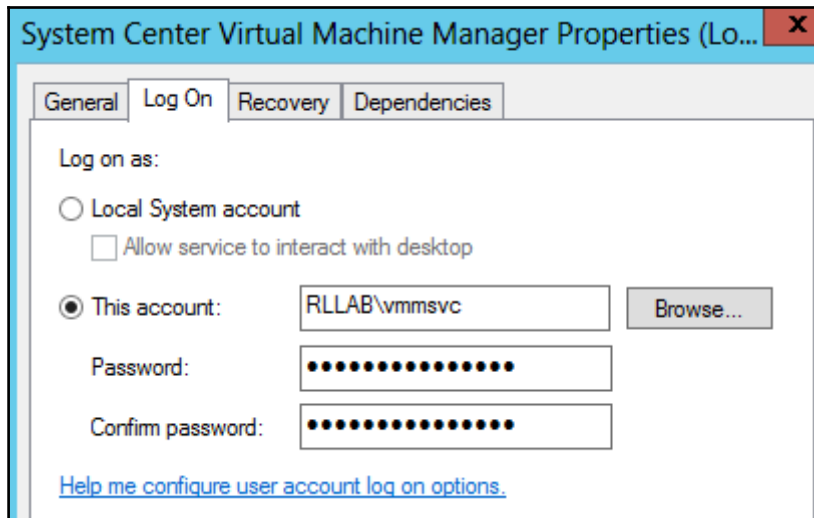 System Center Virtual Machine Manager Properties (Lo...
General Log On Recovery Dependencies
Log on as:
Local System account
Allow service to interact with desktop
This account: RLLAB\vmmsvc Browse...
Password: •••••••••••••••
Confirm password: •••••••••••••••
Help me configure user account log on options.